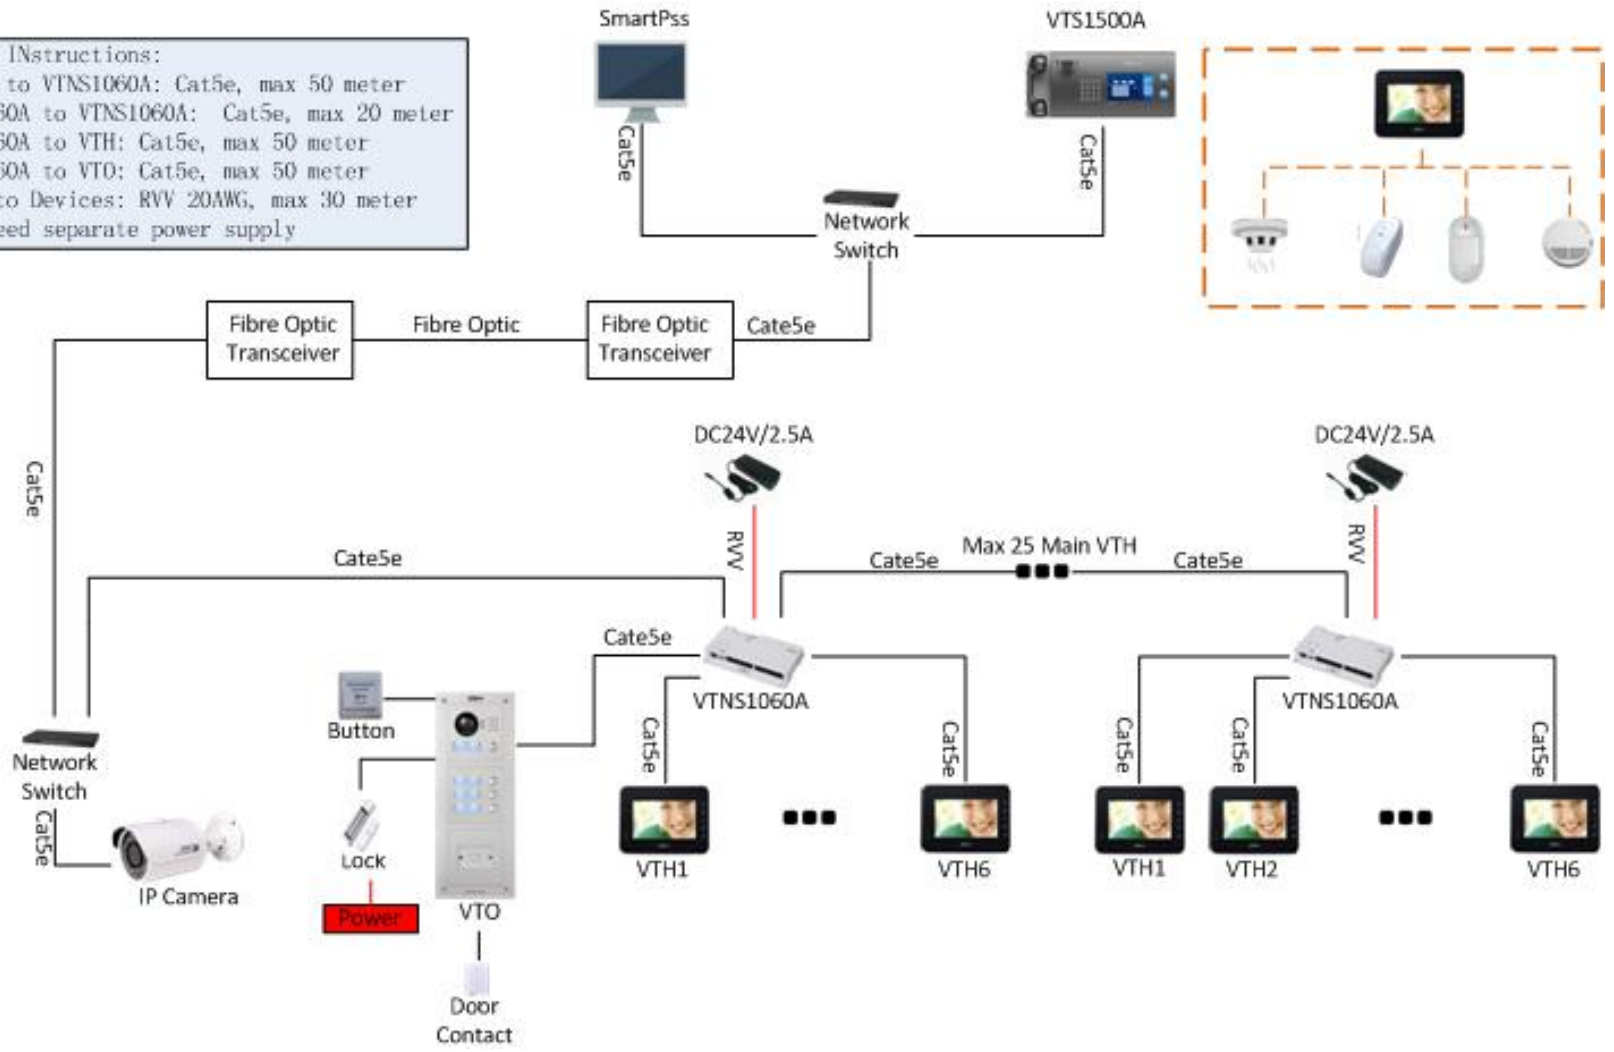 SmartPss
VTS1500A
INstructions:
to VTNS1060A: Cat5e, max 50 meter
60A to VTNS1060A: Cat5e, max 20 meter
60A to VTH: Cat5e, max 50 meter
60A to VTO: Cat5e, max 50 meter
to Devices: RVV 20AWG, max 30 meter
eed separate power supply
Cat5e
Cat5e
Network
Switch
Fibre Optic
Transceiver
Fibre Optic
Fibre Optic
Transceiver
Cate5e
DC24V/2.5A
DC24V/2.5A
Cat5e
RVV
RVV
Cate5e
Cate5e
Max 25 Main VTH
Cate5e
Cate5e
VTNS1060A
VTNS1060A
Button
Cat5e
Cat5e
Cat5e
Cat5e
Cat5e
Network
Switch
Cat5e
IP Camera
Lock
Power
VTO
VTH1
VTH6
VTH1
VTH2
VTH6
Door
Contact